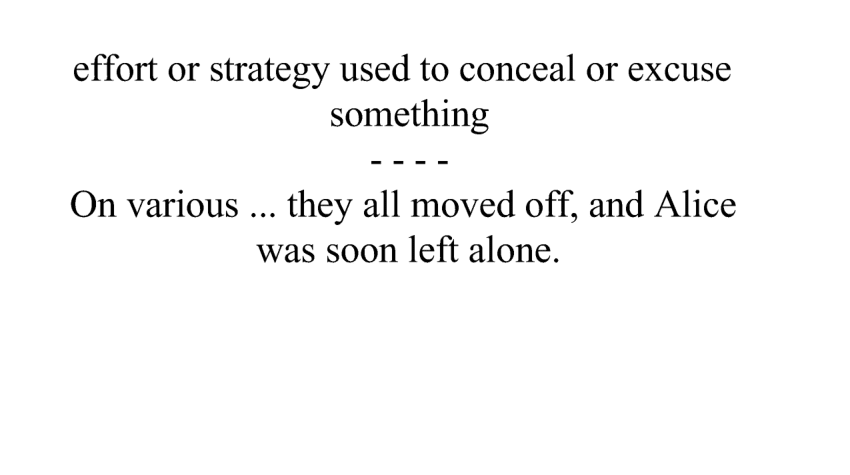 effort or strategy used to conceal or excuse
something
- - - -
On various ... they all moved off, and Alice
was soon left alone.